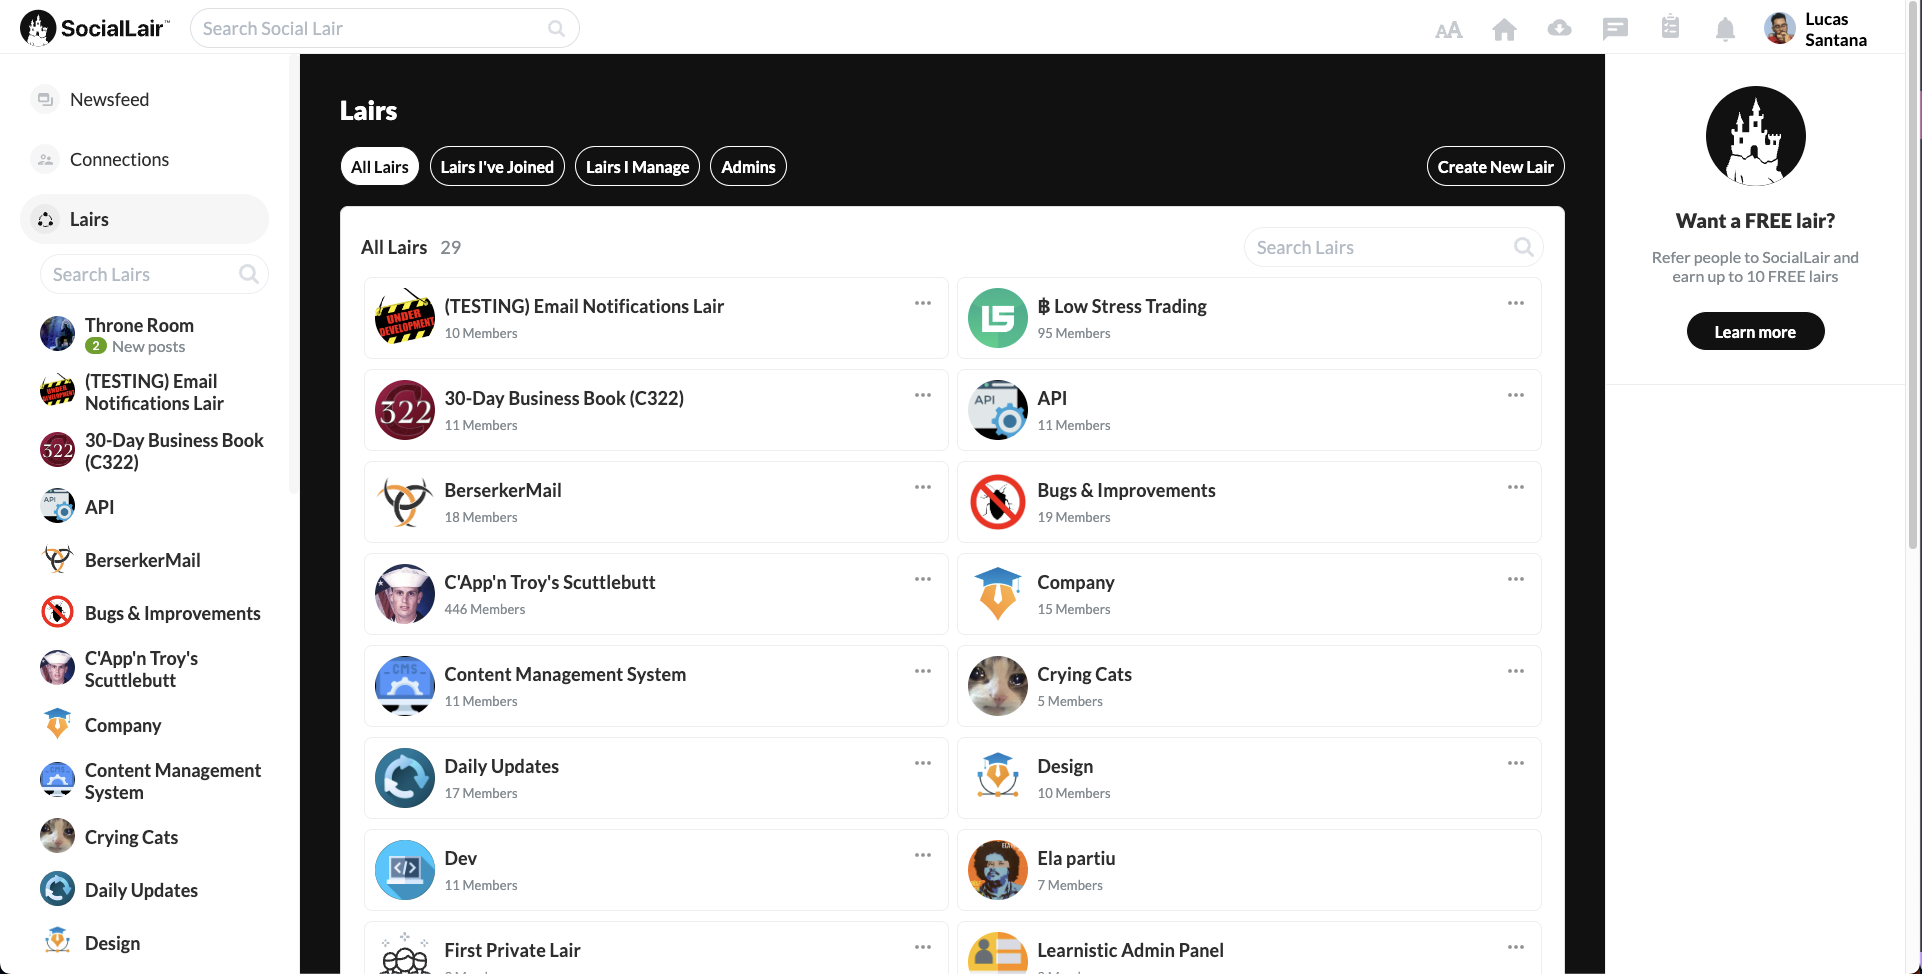 SocialLair™
Search Social Lair
AA
Lucas
Santana
Newsfeed
Connections
Lairs
Search Lairs
Throne Room
2 New posts
(TESTING) Email
Notifications Lair
30-Day Business Book
(C322)
API
BerserkerMail
Bugs & Improvements
C'App'n Troy's
Scuttlebutt
Company
Content Management
System
Crying Cats
Daily Updates
Design
Lairs
All Lairs
Lairs I've Joined
Lairs I Manage
Admins
Create New Lair
All Lairs 29
Search Lairs
UNDER
DEVELOPMENT
(TESTING) Email Notifications Lair
10 Members
LS
฿ Low Stress Trading
95 Members
322
30-Day Business Book (C322)
11 Members
API
API
11 Members
BerserkerMail
18 Members
Bugs & Improvements
19 Members
C'App'n Troy's Scuttlebutt
446 Members
Company
15 Members
CMS
Content Management System
11 Members
Crying Cats
5 Members
Daily Updates
17 Members
Design
10 Members
</>
Dev
11 Members
Ela partiu
7 Members
First Private Lair
Learnistic Admin Panel
Want a FREE lair?
Refer people to SocialLair and
earn up to 10 FREE lairs
Learn more